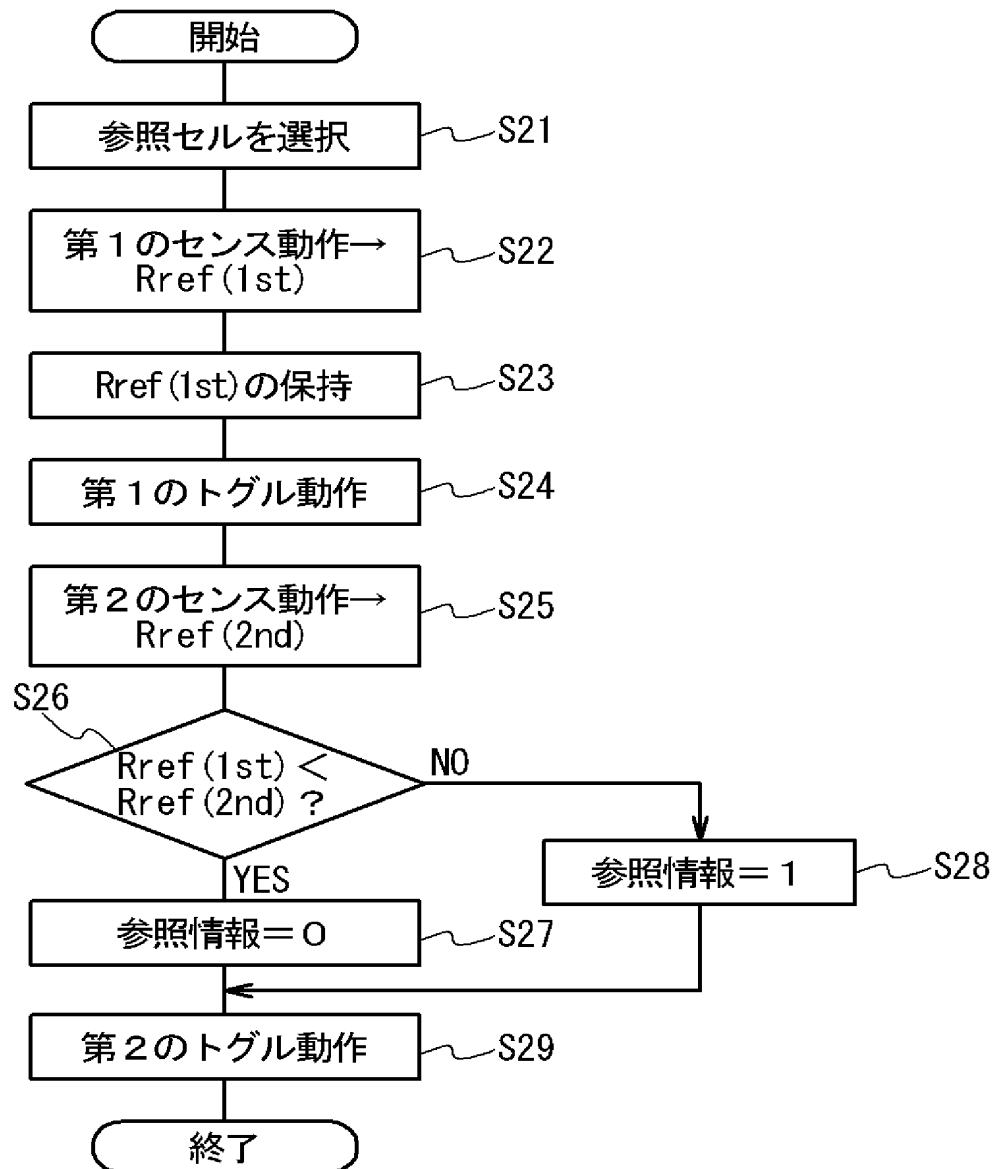 開始
参照セルを選択
S21
第1のセンス動作→
Rref(1st)
S22
Rref(1st)の保持
S23
第1のトグル動作
S24
第2のセンス動作→
Rref(2nd)
S25
S26
Rref(1st)<
Rref(2nd)?
NO
YES
参照情報=1
S28
参照情報=0
S27
第2のトグル動作
S29
終了